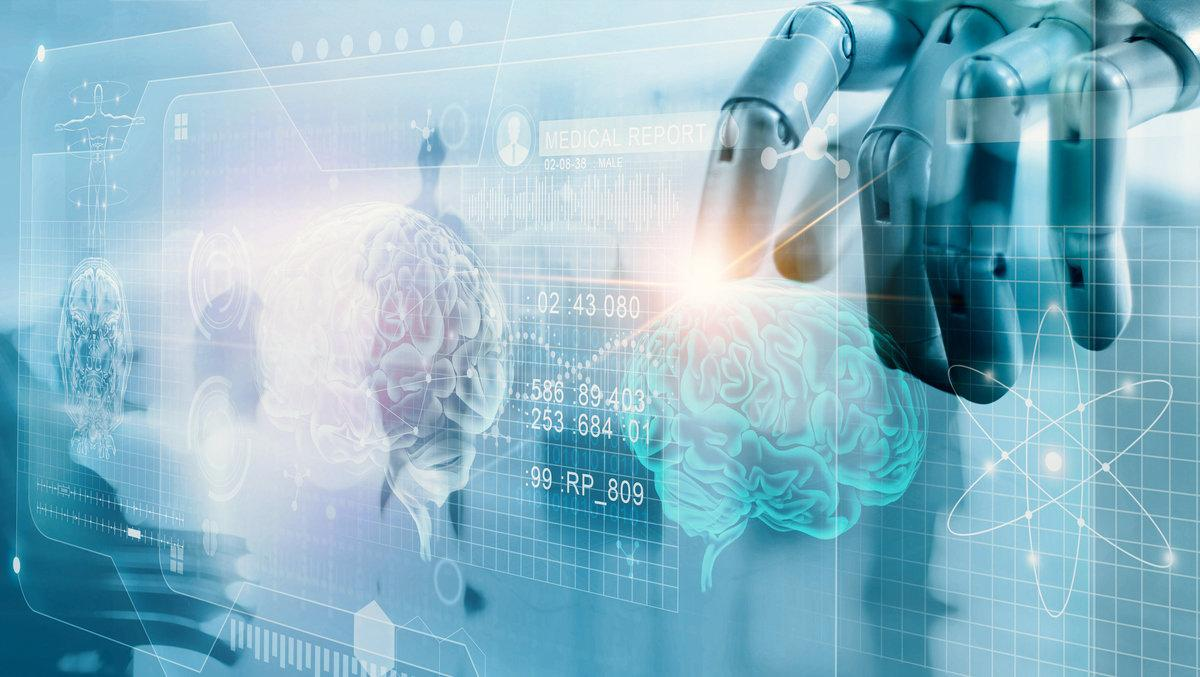 MEDICAL REPORT
02-08-38 : MALE
: 02 :43 080
:586 :89 403
:253 :684 :01
:99 :RP_809